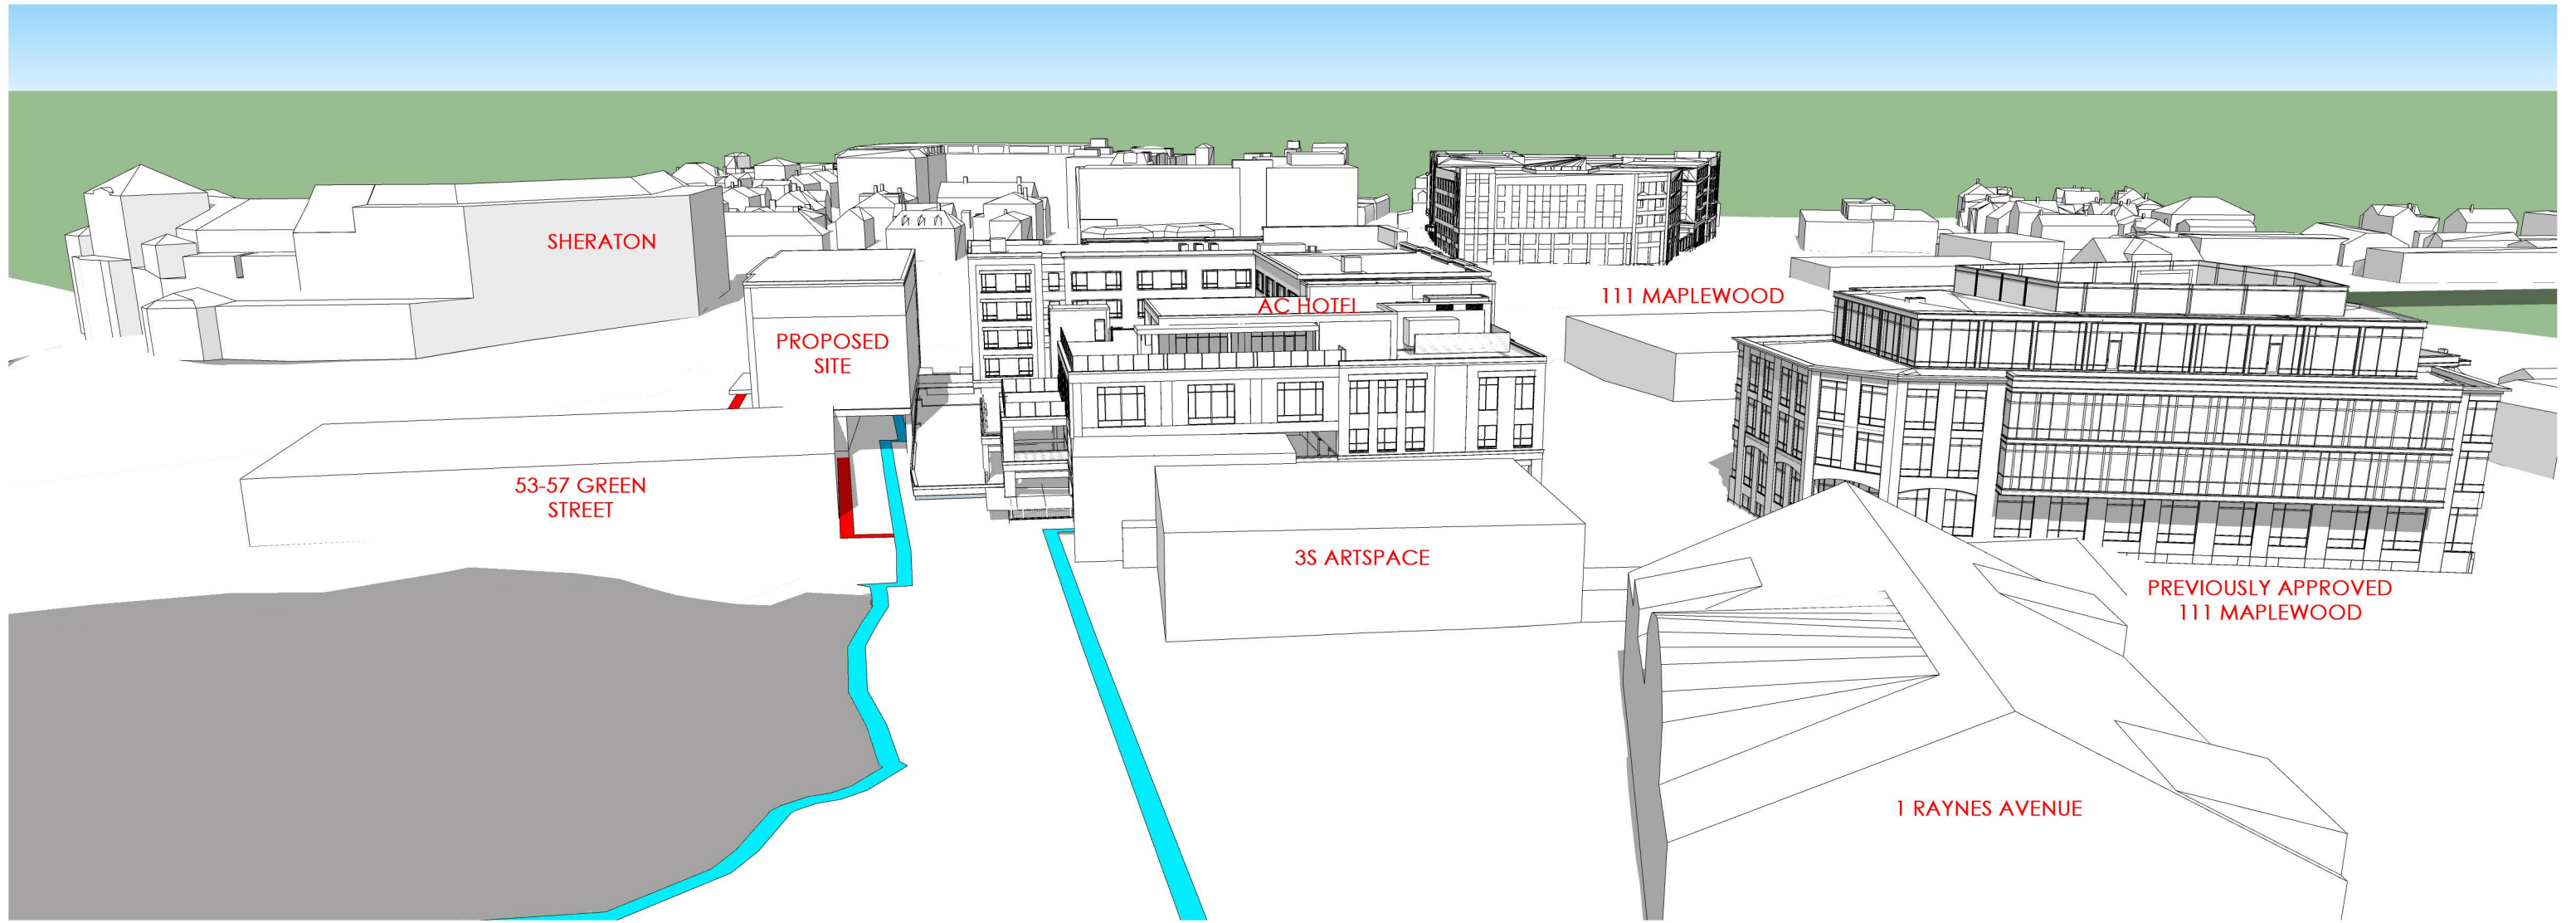 SHERATON
PROPOSED
SITE
AC HOTEL
111 MAPLEWOOD
53-57 GREEN
STREET
3S ARTSPACE
PREVIOUSLY APPROVED
111 MAPLEWOOD
1 RAYNES AVENUE